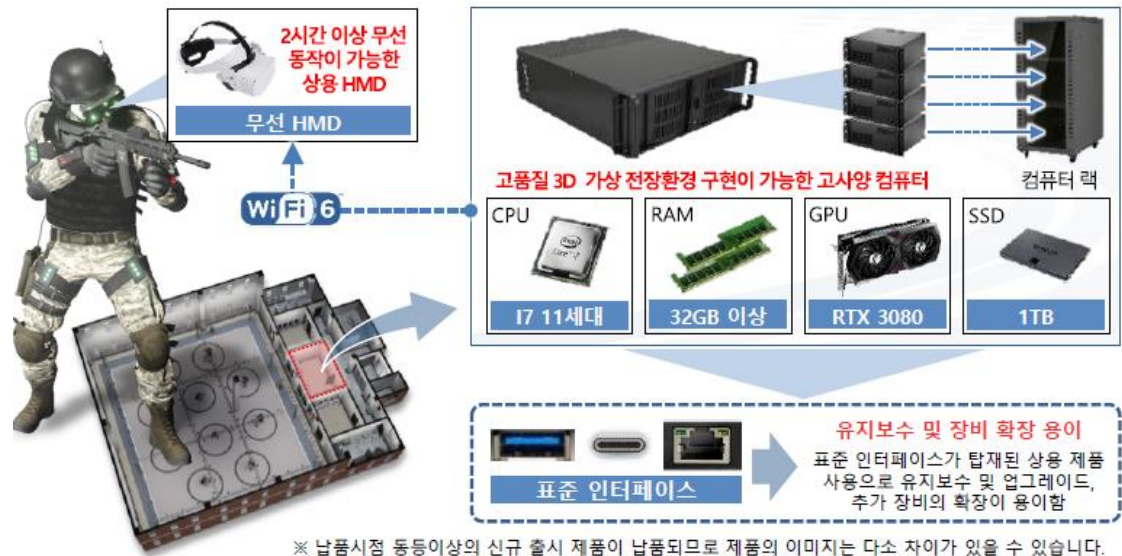 2시간 이상 무선
동작이 가능한
상용 HMD
무선 HMD
WiFi 6
고품질 3D 가상 전장환경 구현이 가능한 고사양 컴퓨터
컴퓨터 랙
CPU
RAM
GPU
SSD
I7 11세대
32GB 이상
RTX 3080
1TB
표준 인터페이스
유지보수 및 장비 확장 용이
표준 인터페이스가 탑재된 상용 제품
사용으로 유지보수 및 업그레이드,
추가 장비의 확장이 용이함
※ 납품시점 동등이상의 신규 출시 제품이 납품되므로 제품의 이미지는 다소 차이가 있을 수 있습니다.